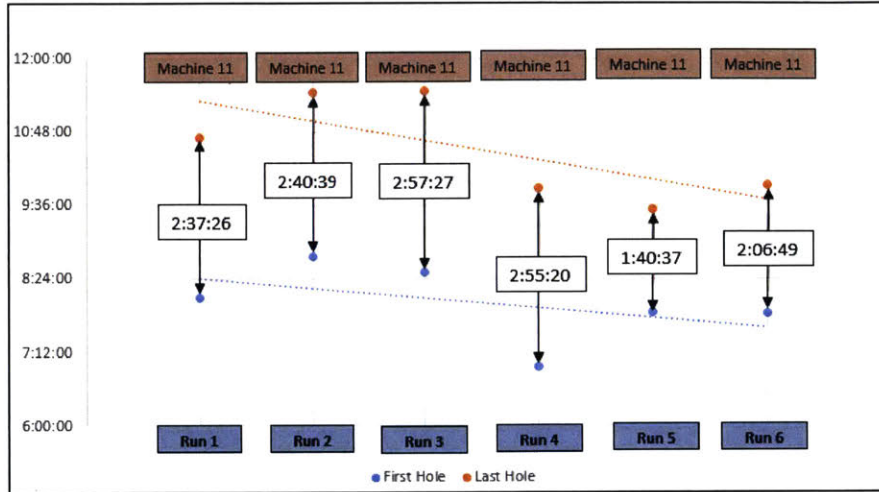 12:00:00
Machine 11 Machine 11 Machine 11 Machine 11 Machine 11 Machine 11
10:48:00
2:40:39 2:57:27
9:36:00
2:37:26 2:55:20 1:40:37 2:06:49
8:24:00
7:12:00
6:00:00
Run 1 Run 2 Run 3 Run 4 Run 5 Run 6
First Hole Last Hole